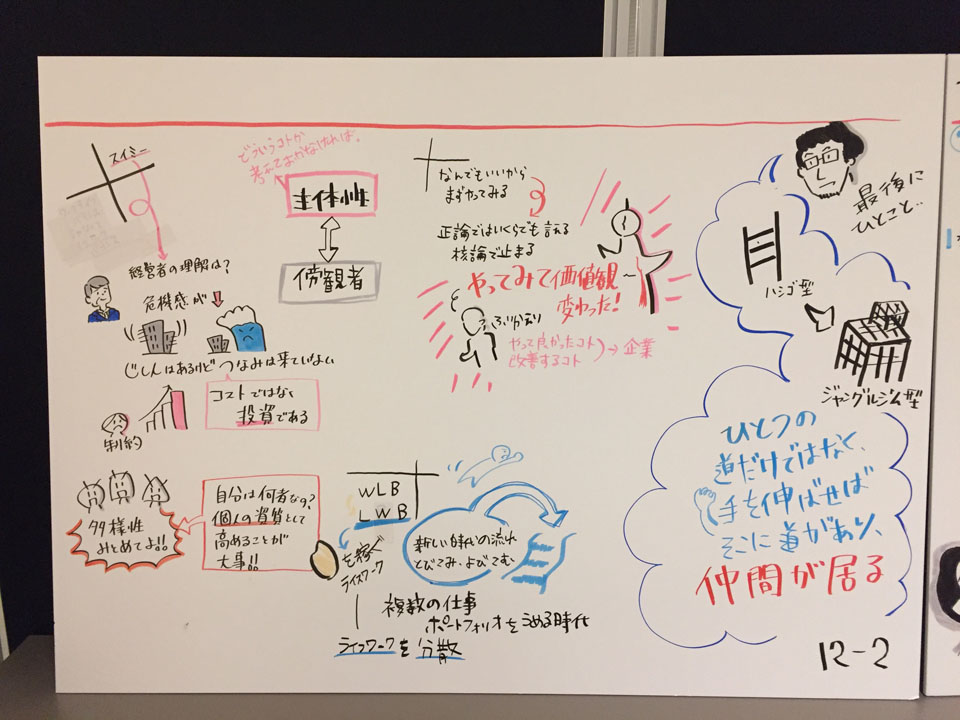 スイミー
どういうコトか
考えておかなければ、
主体性
傍観者
経営者の理解は?
危機感が
じしんはあるけど つなみは来ていない
コストではなく
投資である
制約
多様性
みとめてよ!!
自分は何者なの?
個人の資質として
高めることが
大事!!
なんでもいいから
まずやってみる
正論ではいくらでも言える
核論で止まる
やってみて価値観
変わった!
ふりかえり
やって良かったコト
改善するコト
→企業
WLB
LWB
を稼ぐ
ライスワーク
新しい味いの流れ
とびこみ・よびこむ
複数の仕事
ポートフォリオをうめる時代
ライフワークを分散
最後に
ひとこと..
ハシゴ型
ジャングルジム型
ひとつの
道だけではなく、
手を伸ばせば
そこに道があり、
仲間が居る
12-2